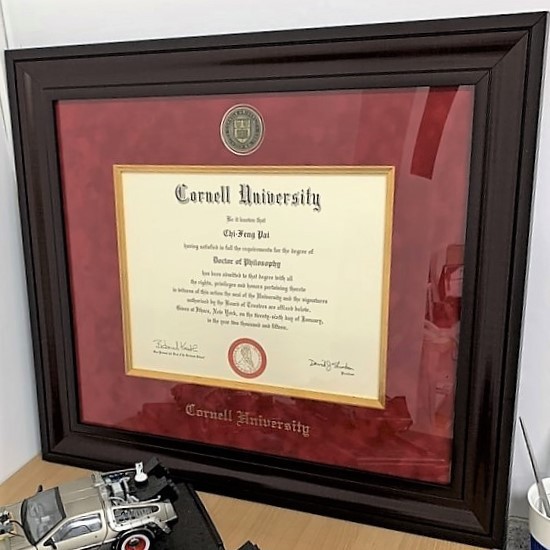 Cornell University
Be it known that
Chi-Feng Pai
having satisfied in full the requirements for the degree of
Doctor of Philosophy
has been admitted to that degree with all
the rights, privileges and honors pertaining thereto
in witness of this action the seal of the University and the signatures
authorized by the Board of Trustees are affixed below.
Given at Ithaca, New York, on the twenty-sixth day of January,
in the year two thousand and fifteen.
Cornell University